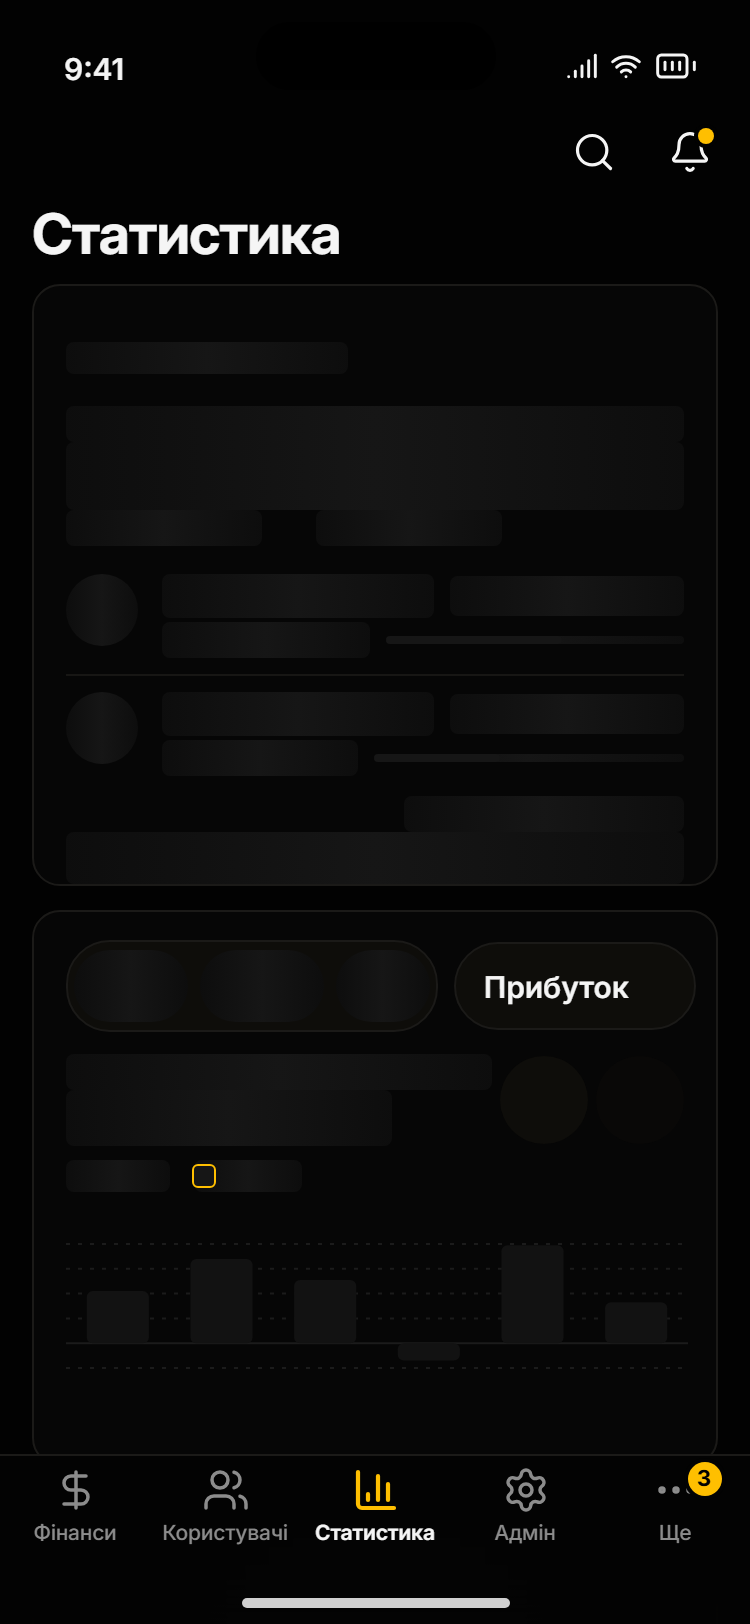 9:41
Статистика
Прибуток
3
Фінанси
Користувачі
Статистика
Адмін
Ще